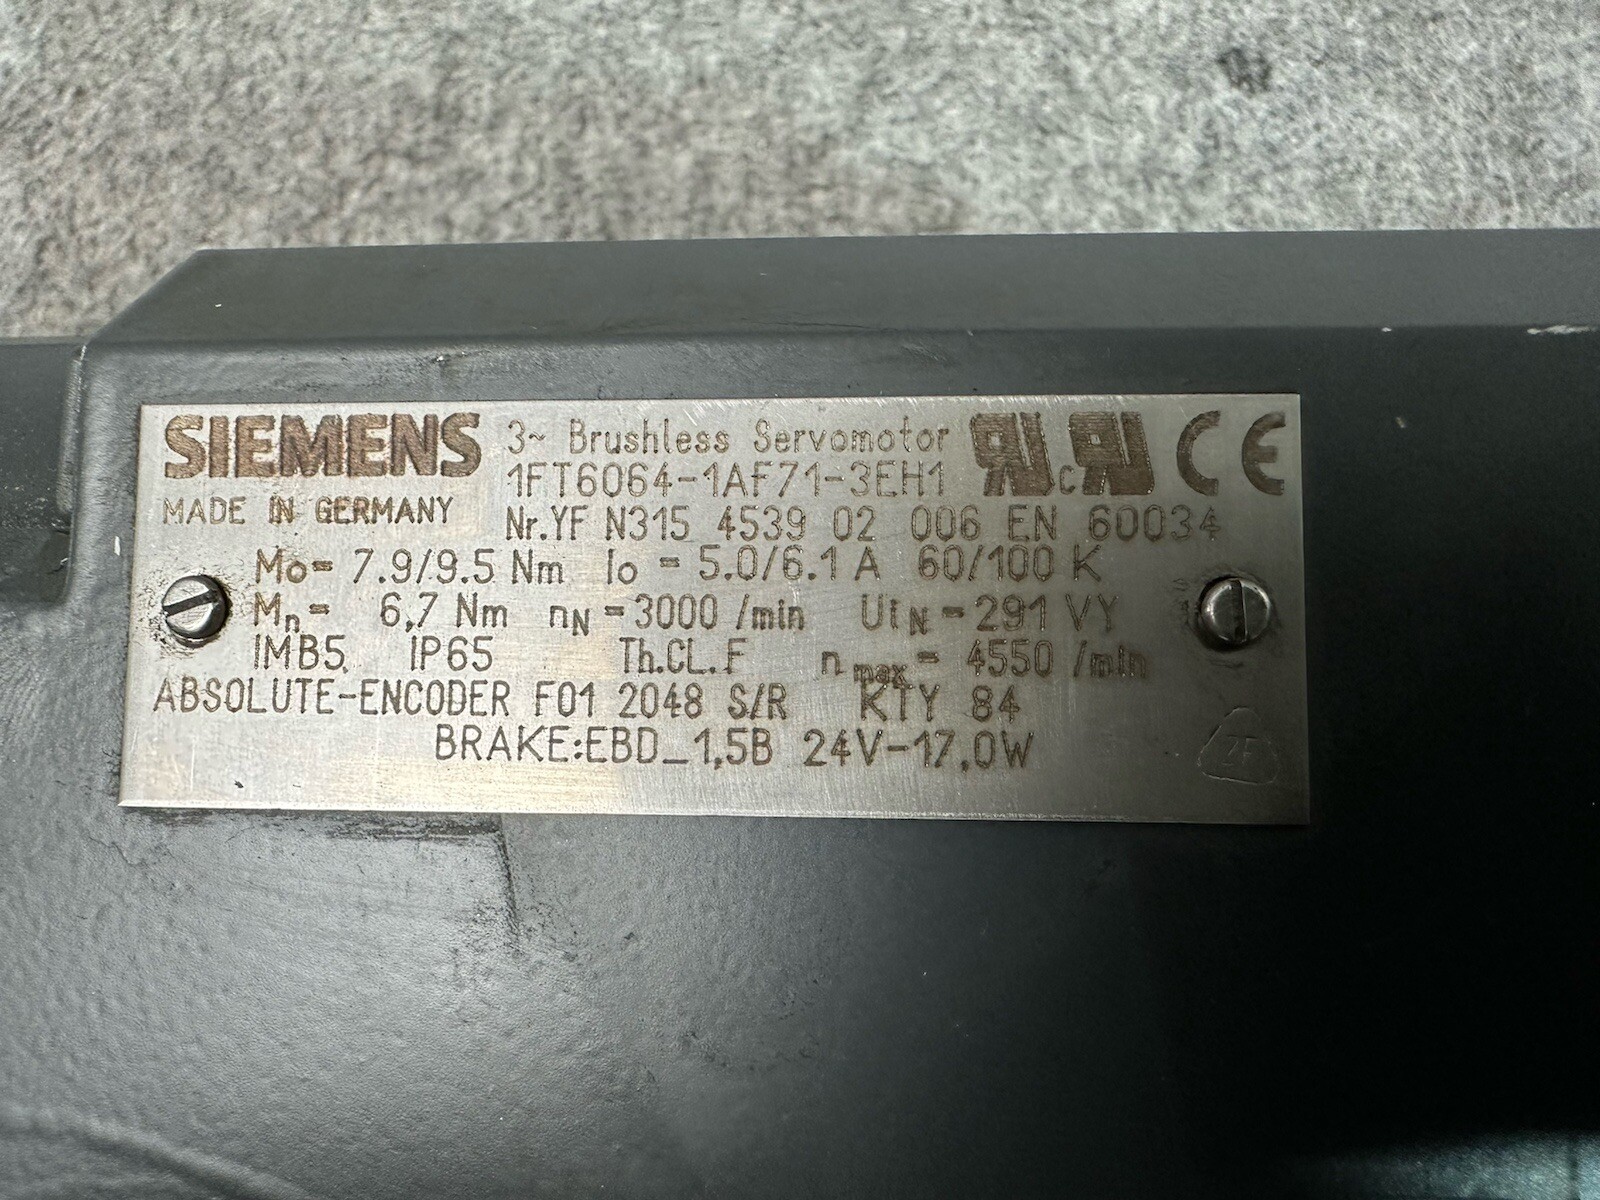 SIEMENS 3~ Brushless Servomotor
1FT6064-1AF71-3EH1 c CE
MADE IN GERMANY
Nr.YF N315 4539 02 006 EN 60034
Mo= 7.9/9.5 Nm Io = 5.0/6.1 A 60/100 K
Mn= 6,7 Nm nN =3000 /min UiN =291 VY
IMB5 IP65 Th.CL.F nmax= 4550 /min
ABSOLUTE-ENCODER F01 2048 S/R KTY 84
BRAKE:EBD_1,5B 24V-17,0W